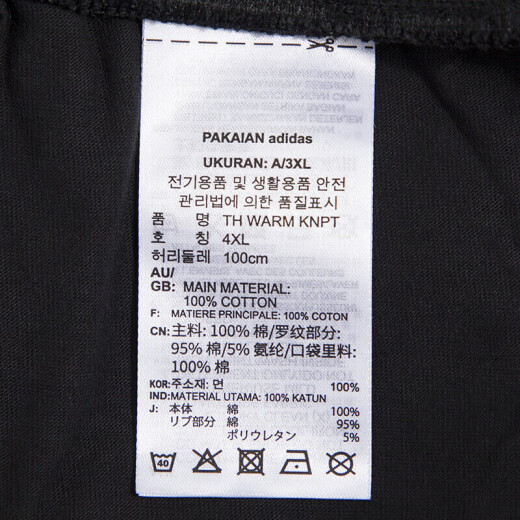 PAKAIAN adidas
UKURAN: A/3XL
전기용품 및 생활용품 안전
관리법에 의한 품질표시
품 명 TH WARM KNPT
호 칭 4XL
허리둘레 100cm
AU/
GB: MAIN MATERIAL:
100% COTTON
F: MATIERE PRINCIPALE: 100% COTON
CN: 主料: 100% 棉/罗纹部分:
95% 棉/5% 氨纶/口袋里料:
100% 棉
KOR: 주소재: 면 100%
IND: MATERIAL UTAMA: 100% KATUN
J: 本体 綿 100%
リブ部分 綿 95%
ポリウレタン 5%
40